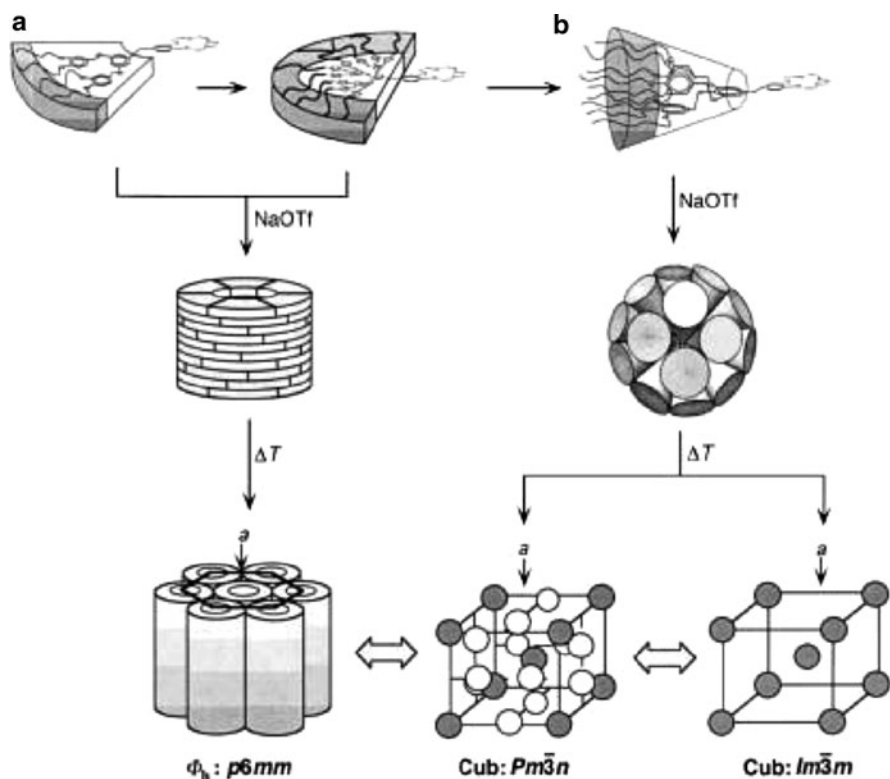 a
b
NaOTf
NaOTf
ΔT
ΔT
a
a
a
Φh : p6mm
Cub: Pm3̄n
Cub: Im3̄m